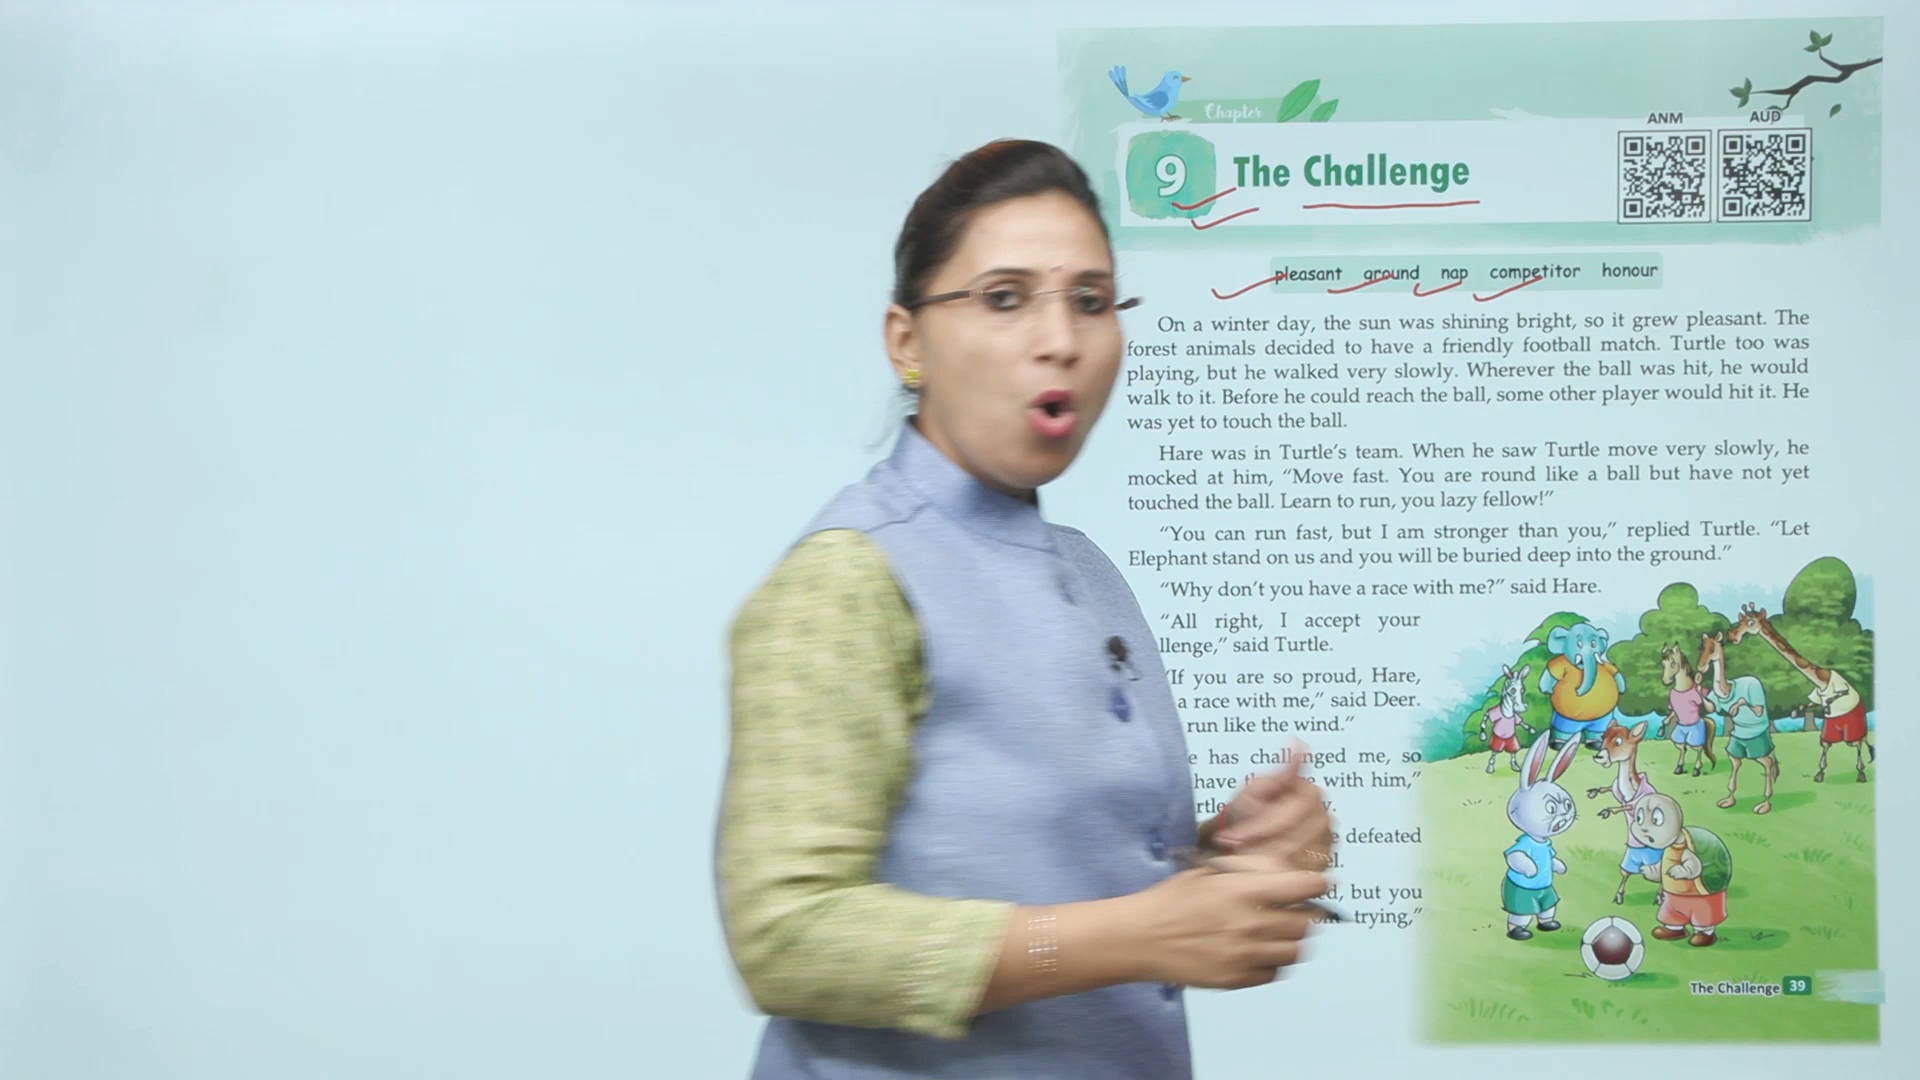 Chapter
ANM AUD
9 The Challenge
pleasant ground nap competitor honour
On a winter day, the sun was shining bright, so it grew pleasant. The
forest animals decided to have a friendly football match. Turtle too was
playing, but he walked very slowly. Wherever the ball was hit, he would
walk to it. Before he could reach the ball, some other player would hit it. He
was yet to touch the ball.
Hare was in Turtle's team. When he saw Turtle move very slowly, he
mocked at him, “Move fast. You are round like a ball but have not yet
touched the ball. Learn to run, you lazy fellow!”
“You can run fast, but I am stronger than you,” replied Turtle. “Let
Elephant stand on us and you will be buried deep into the ground.”
“Why don't you have a race with me?” said Hare.
“All right, I accept your
llenge,” said Turtle.
“If you are so proud, Hare,
a race with me,” said Deer.
run like the wind.”
has challenged me, so
have with him,”
defeated
but you
trying,”
The Challenge 39